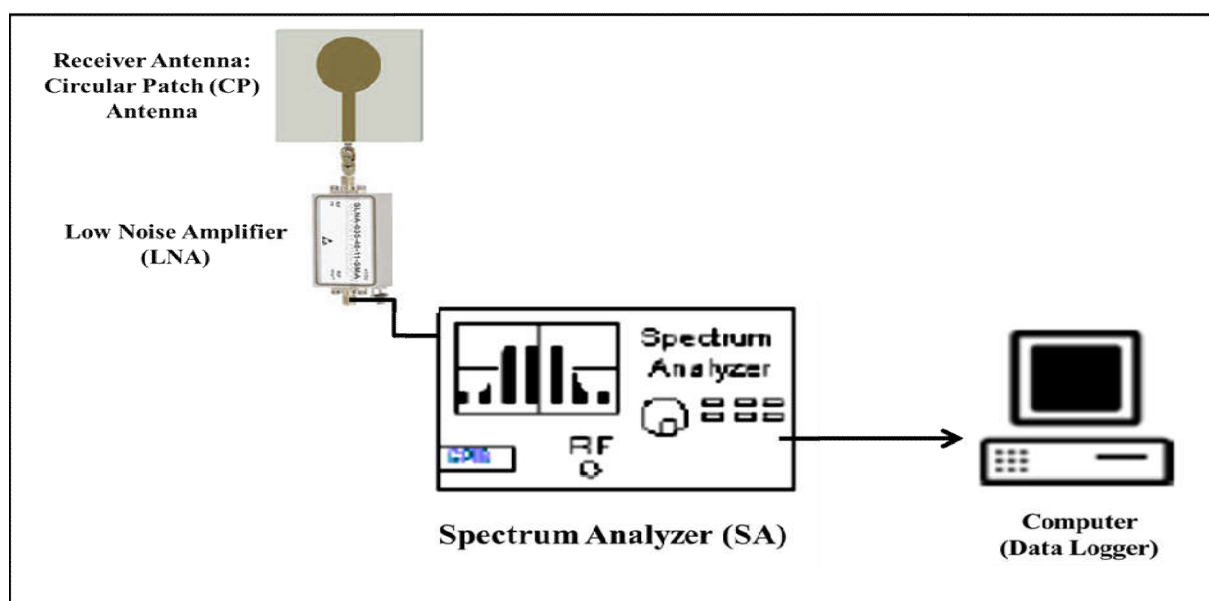 Receiver Antenna:
Circular Patch (CP)
Antenna
Low Noise Amplifier
(LNA)
Spectrum
Analyzer
RF
GPIB
Spectrum Analyzer (SA)
Computer
(Data Logger)